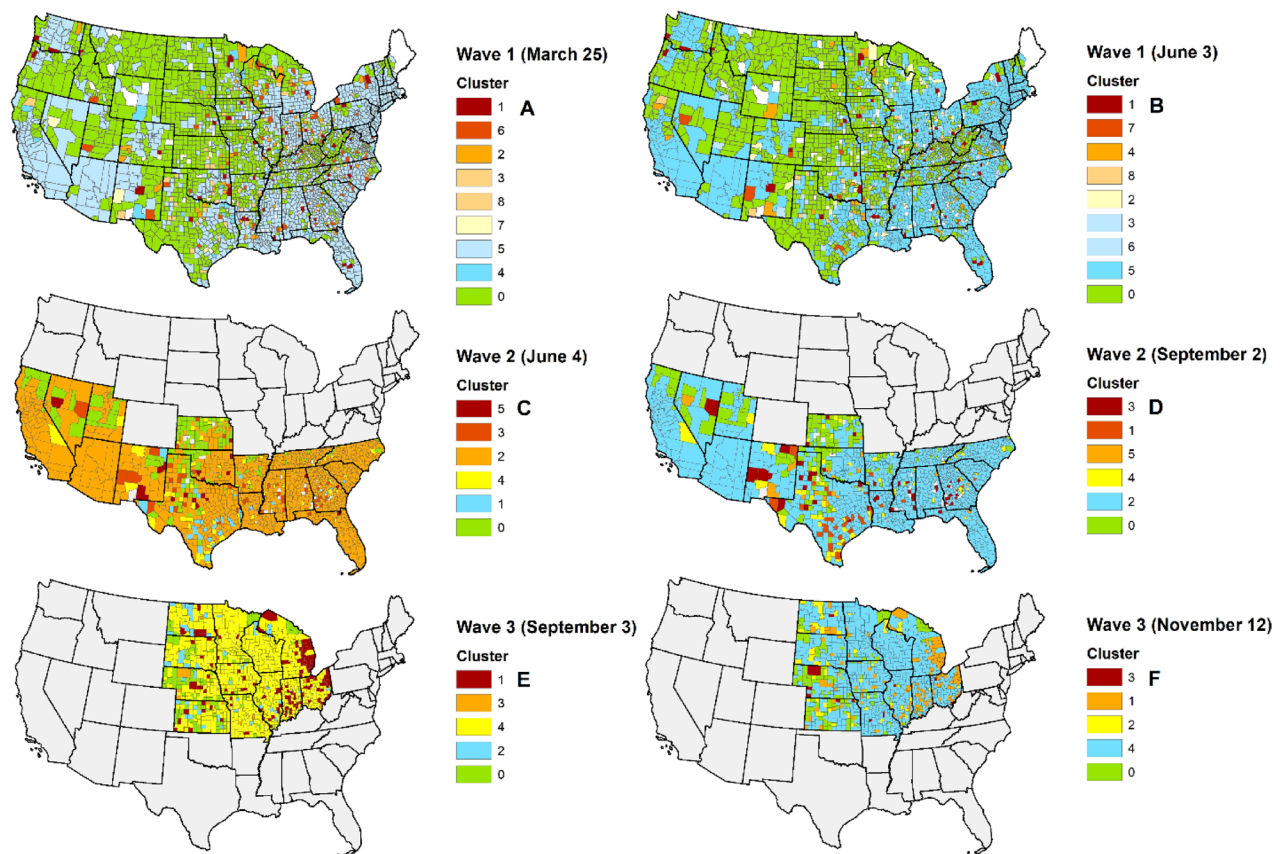 Wave 1 (March 25)
Cluster
1 A
6
2
3
8
7
5
4
0
Wave 1 (June 3)
Cluster
1 B
7
4
8
2
3
6
5
0
Wave 2 (June 4)
Cluster
5 C
3
2
4
1
0
Wave 2 (September 2)
Cluster
3 D
1
5
4
2
0
Wave 3 (September 3)
Cluster
1 E
3
4
2
0
Wave 3 (November 12)
Cluster
3 F
1
2
4
0